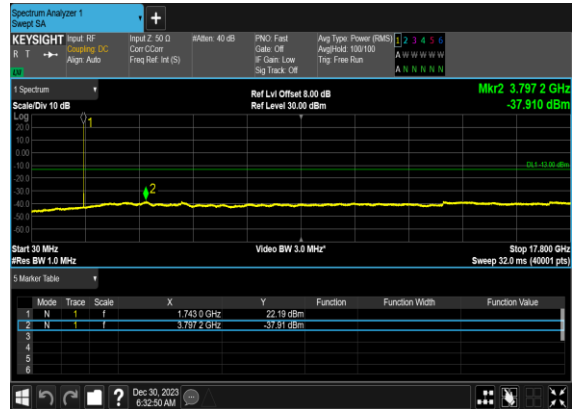 Spectrum Analyzer 1
Swept SA
+
KEYSIGHT Input: RF Input Z: 50 Ω #Atten: 40 dB PNO: Fast Avg Type: Power (RMS) 1 2 3 4 5 6
R T Coupling: DC Corr CCorr Gate: Off Avg|Hold: 100/100 A W W W W W
Align: Auto Freq Ref: Int (S) IF Gain: Low Trig: Free Run
Sig Track: Off A N N N N N
1 Spectrum Ref Lvl Offset 8.00 dB Mkr2 3.797 2 GHz
Scale/Div 10 dB Ref Level 30.00 dBm -37.910 dBm
Log
20.0
10.0
0.00
-10.0
-20.0
-30.0
-40.0
-50.0
-60.0
1
2
DL1 -13.00 dBm
Start 30 MHz Video BW 3.0 MHz* Stop 17.800 GHz
#Res BW 1.0 MHz Sweep 32.0 ms (40001 pts)
5 Marker Table
Mode Trace Scale X Y Function Function Width Function Value
1 N 1 f 1.743 0 GHz 22.19 dBm
2 N 1 f 3.797 2 GHz -37.91 dBm
3
4
5
6
? Dec 30, 2023
6:32:50 AM